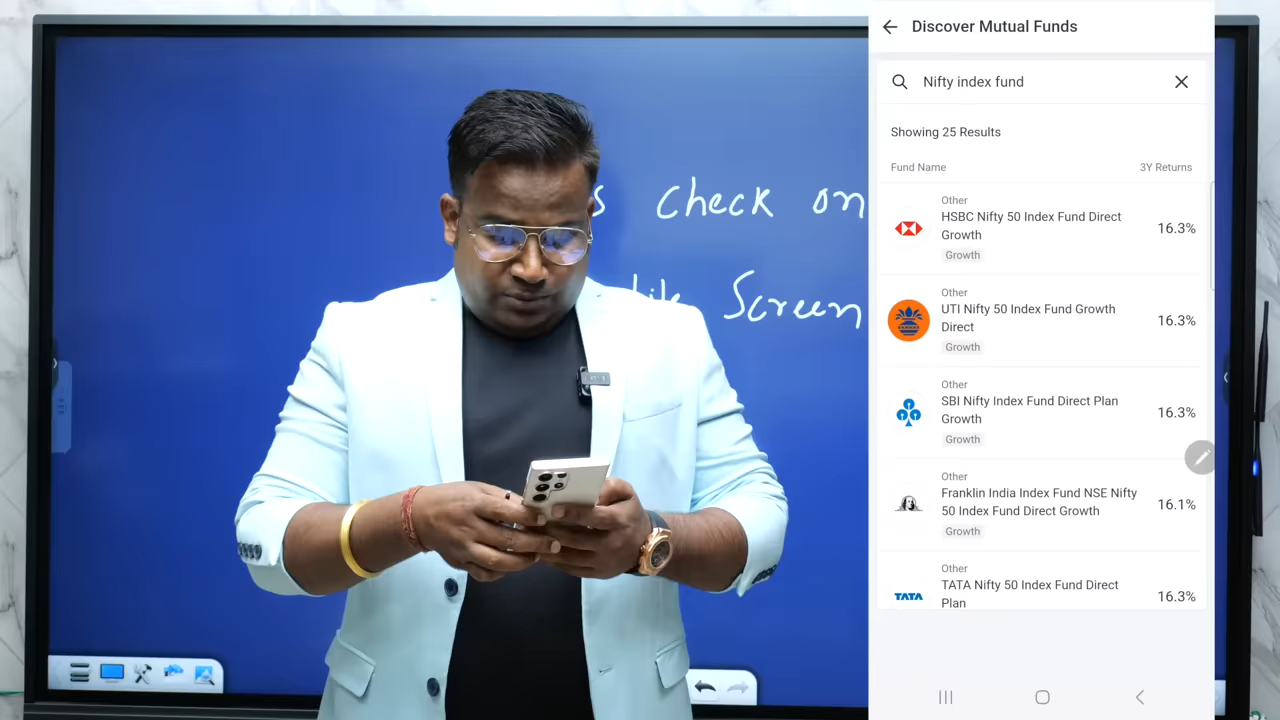 s check on
Screen
Discover Mutual Funds
Nifty index fund
Showing 25 Results
Fund Name 3Y Returns
Other
HSBC Nifty 50 Index Fund Direct
Growth
16.3%
Growth
Other
UTI Nifty 50 Index Fund Growth
Direct
16.3%
Growth
Other
SBI Nifty Index Fund Direct Plan
Growth
16.3%
Growth
Other
Franklin India Index Fund NSE Nifty
50 Index Fund Direct Growth
16.1%
Growth
Other
TATA Nifty 50 Index Fund Direct
Plan
16.3%
TATA